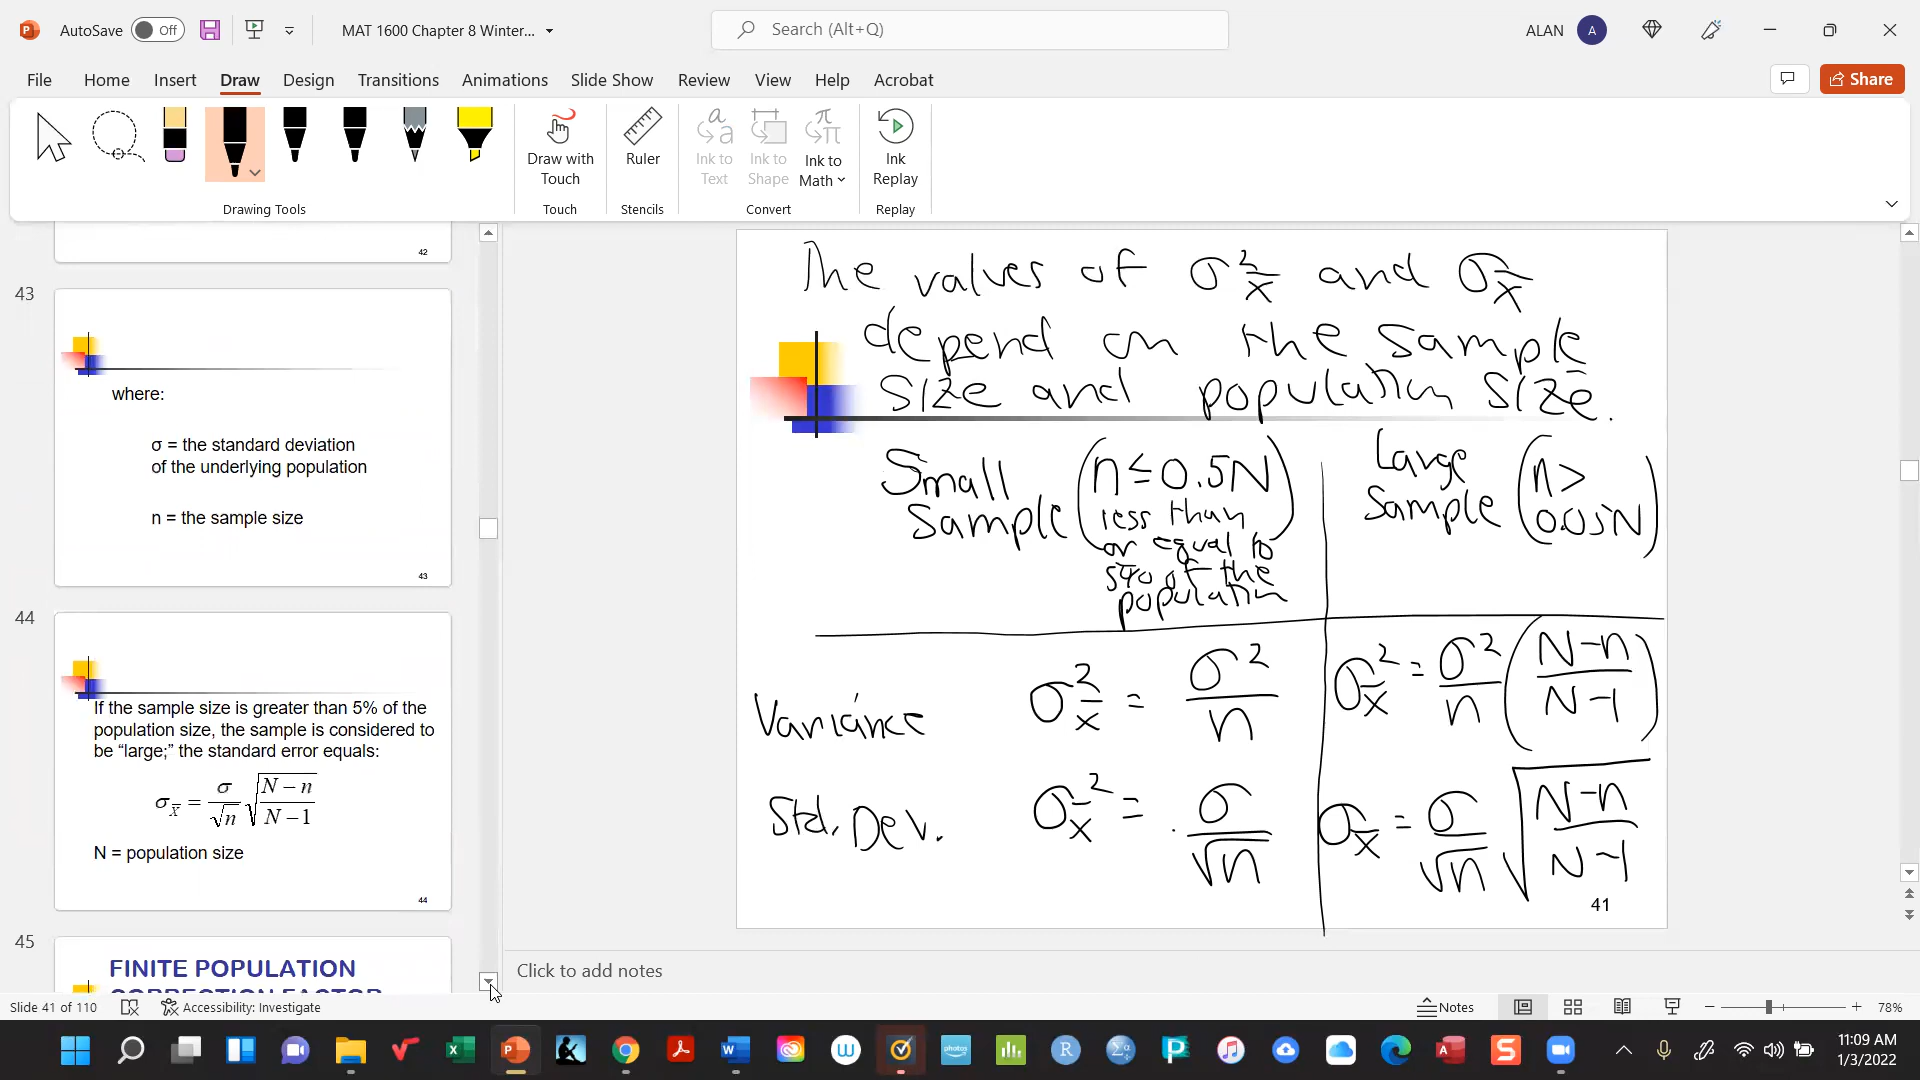 AutoSave Off
MAT 1600 Chapter 8 Winter...
Search (Alt+Q)
ALAN A
File Home Insert Draw Design Transitions Animations Slide Show Review View Help Acrobat
Share
Draw with Touch
Ruler
Ink to Text
Ink to Shape
Ink to Math
Ink Replay
Drawing Tools Touch Stencils Convert Replay
42
43
where:
σ = the standard deviation
of the underlying population
n = the sample size
43
44
If the sample size is greater than 5% of the
population size, the sample is considered to
be “large;” the standard error equals:
σx̄ = σ/√n √((N − n)/(N − 1))
N = population size
44
45
FINITE POPULATION
CORRECTION FACTOR
The values of σ²x̄ and σx̄
depend on the sample
size and population size.
Small Sample (n ≤ 0.5N
less than
or equal to
5% of the
population)
Large Sample (n > 0.05N)
Variance σ²x̄ = σ²/n
σ²x̄ = σ²/n ((N-n)/(N-1))
Std. Dev. σx̄² = σ/√n
σx̄ = σ/√n √((N-n)/(N-1))
41
Click to add notes
Slide 41 of 110
Accessibility: Investigate
Notes
78%
11:09 AM
1/3/2022